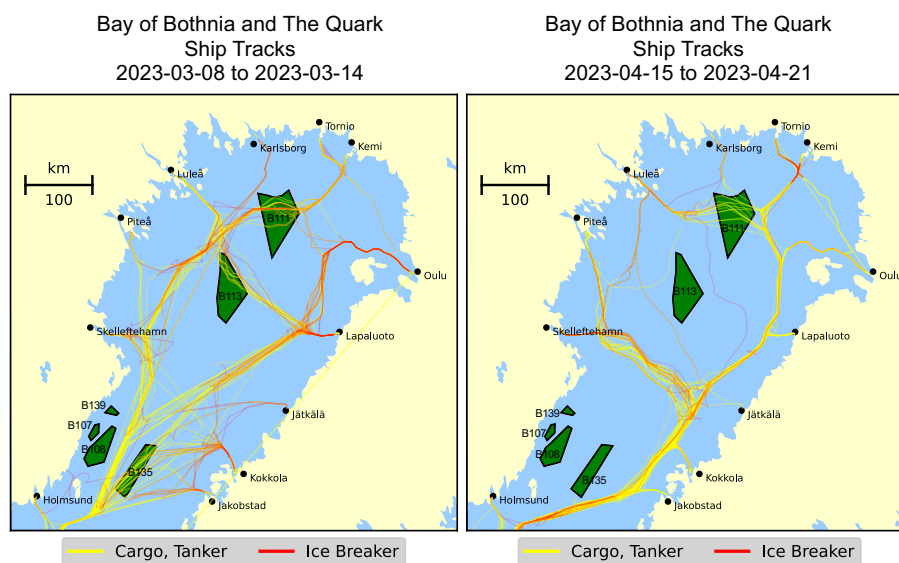 Bay of Bothnia and The Quark
Ship Tracks
2023-03-08 to 2023-03-14
Tornio
Karlsborg
Kemi
km
100
Luleå
Piteå
B111
Oulu
B113
Skelleftehamn
Lapaluoto
B139
Jätkälä
B107
B108
B135
Kokkola
Holmsund
Jakobstad
Cargo, Tanker
Ice Breaker
Bay of Bothnia and The Quark
Ship Tracks
2023-04-15 to 2023-04-21
Tornio
Karlsborg
Kemi
km
100
Luleå
Piteå
B111
Oulu
B113
Skelleftehamn
Lapaluoto
B139
Jätkälä
B107
B108
B135
Kokkola
Holmsund
Jakobstad
Cargo, Tanker
Ice Breaker